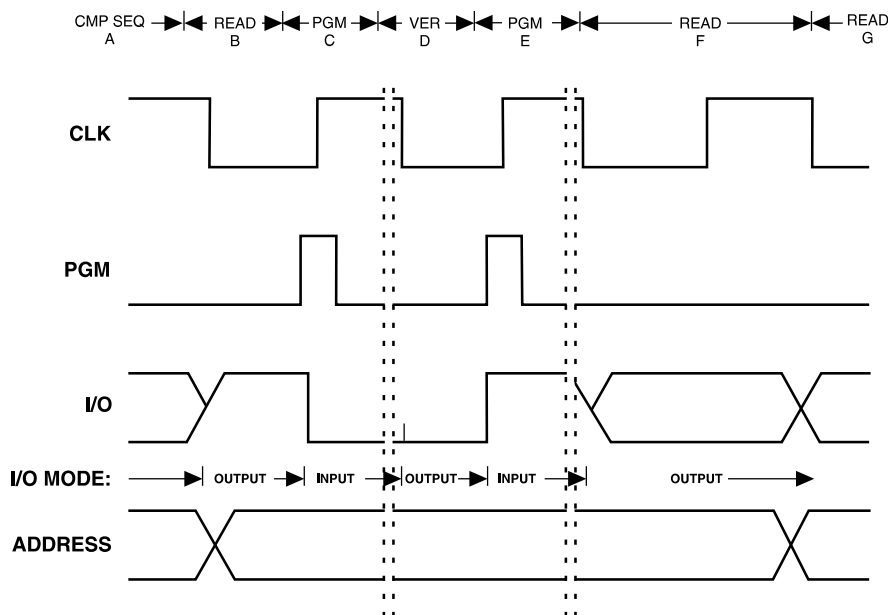 CMP SEQ READ PGM VER PGM READ READ
A B C D E F G
CLK
PGM
I/O
I/O MODE: OUTPUT INPUT OUTPUT INPUT OUTPUT
ADDRESS